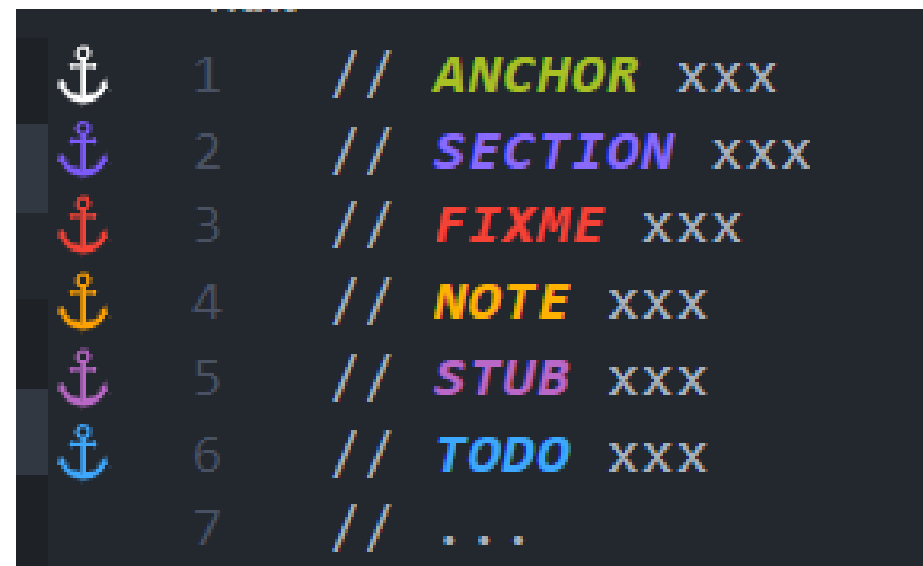 1 // ANCHOR xxx
2 // SECTION xxx
3 // FIXME xxx
4 // NOTE xxx
5 // STUB xxx
6 // TODO xxx
7 // ...